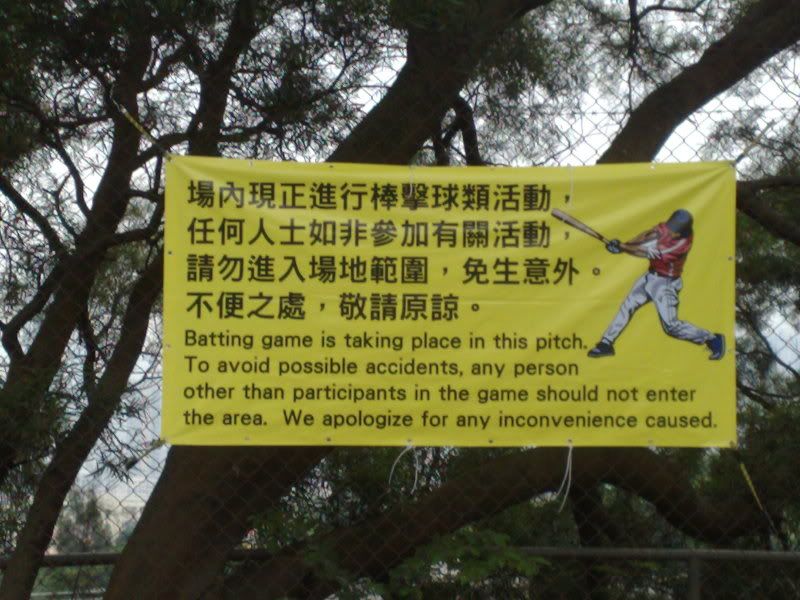 場內現正進行棒擊球類活動，
任何人士如非參加有關活動，
請勿進入場地範圍，免生意外。
不便之處，敬請原諒。
Batting game is taking place in this pitch.
To avoid possible accidents, any person
other than participants in the game should not enter
the area.  We apologize for any inconvenience caused.